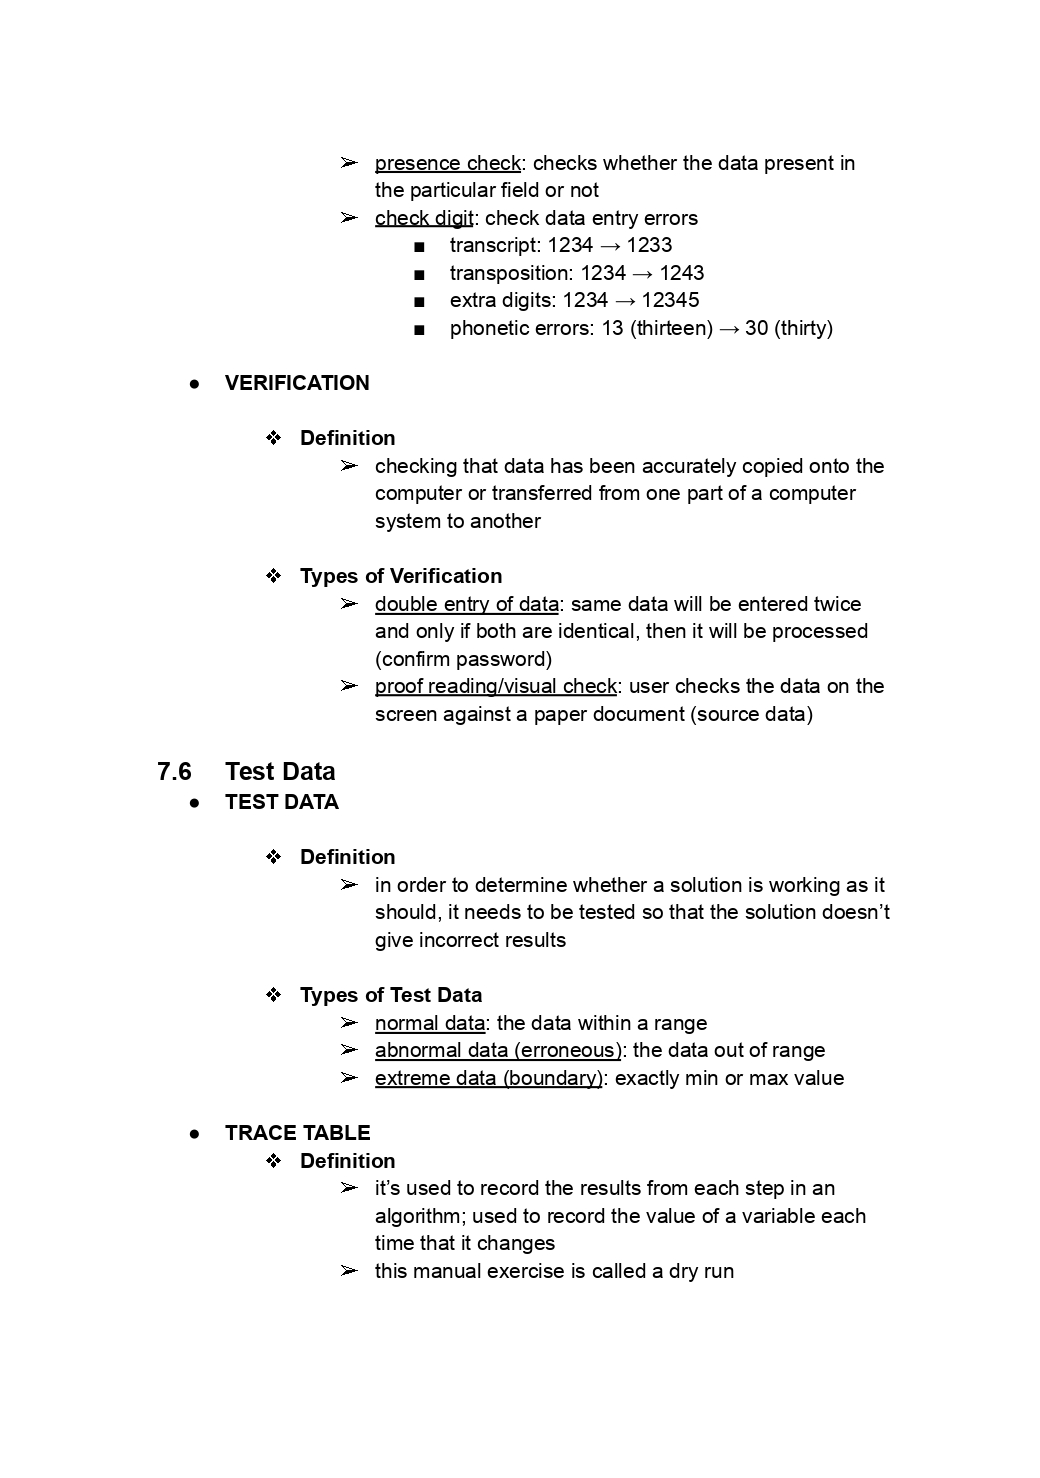 ➢ presence check: checks whether the data present in
the particular field or not
➢ check digit: check data entry errors
■ transcript: 1234 → 1233
■ transposition: 1234 → 1243
■ extra digits: 1234 → 12345
■ phonetic errors: 13 (thirteen) → 30 (thirty)
● VERIFICATION
❖ Definition
➢ checking that data has been accurately copied onto the
computer or transferred from one part of a computer
system to another
❖ Types of Verification
➢ double entry of data: same data will be entered twice
and only if both are identical, then it will be processed
(confirm password)
➢ proof reading/visual check: user checks the data on the
screen against a paper document (source data)
7.6 Test Data
● TEST DATA
❖ Definition
➢ in order to determine whether a solution is working as it
should, it needs to be tested so that the solution doesn’t
give incorrect results
❖ Types of Test Data
➢ normal data: the data within a range
➢ abnormal data (erroneous): the data out of range
➢ extreme data (boundary): exactly min or max value
● TRACE TABLE
❖ Definition
➢ it’s used to record the results from each step in an
algorithm; used to record the value of a variable each
time that it changes
➢ this manual exercise is called a dry run